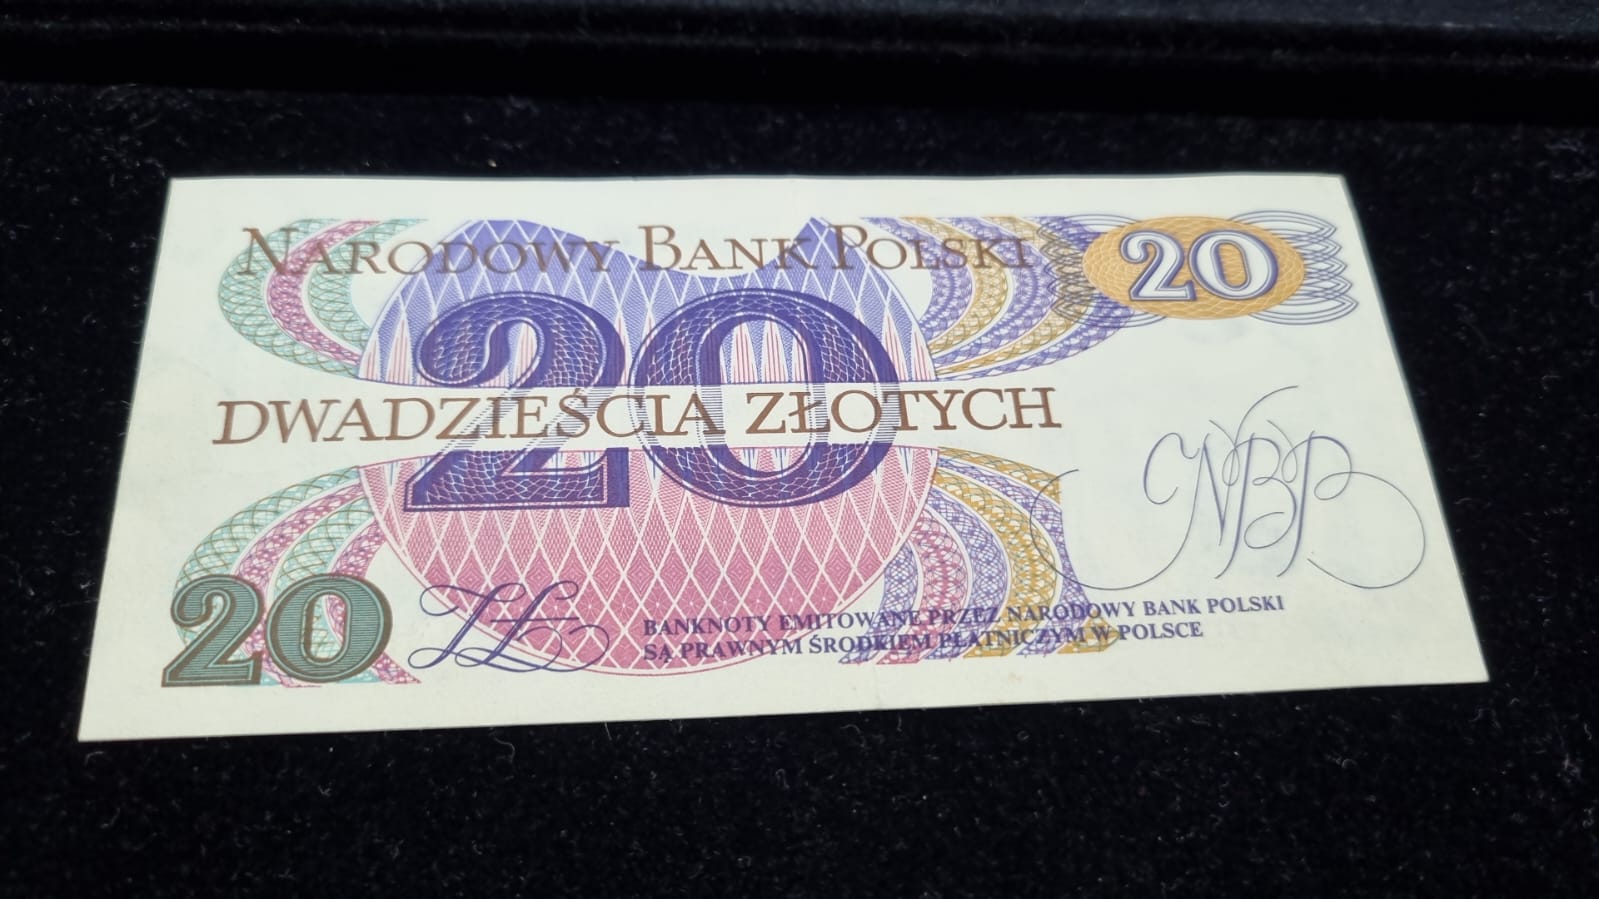 NARODOWY BANK POLSKI
20
20
DWADZIEŚCIA ZŁOTYCH
NBP
20
ZŁ
BANKNOTY EMITOWANE PRZEZ NARODOWY BANK POLSKI
SĄ PRAWNYM ŚRODKIEM PŁATNICZYM W POLSCE